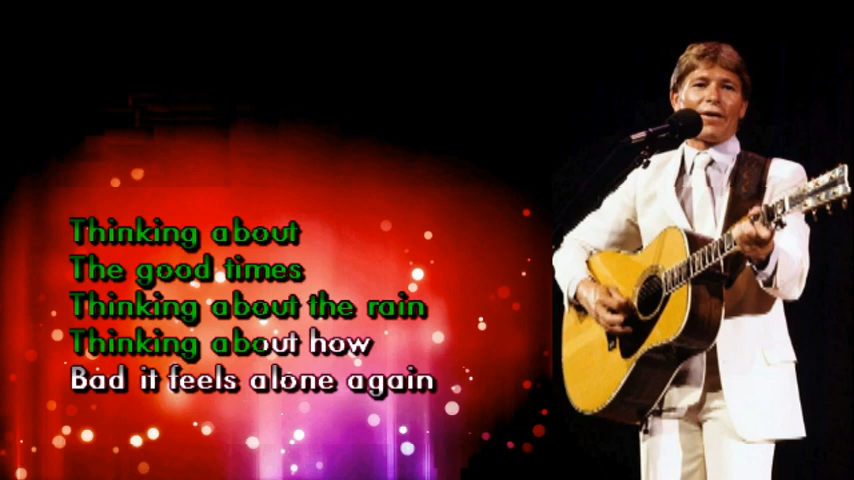 Thinking about
The good times
Thinking about the rain
Thinking about how
Bad it feels alone again